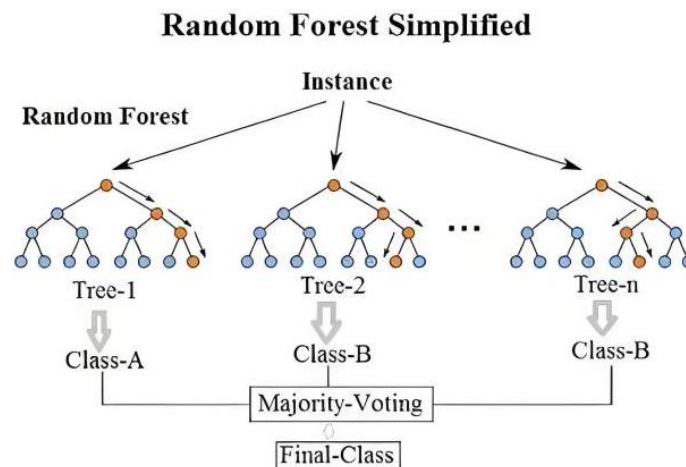 Random Forest Simplified
Instance
Random Forest
...
Tree-1
Tree-2
Tree-n
Class-A
Class-B
Class-B
Majority-Voting
Final-Class